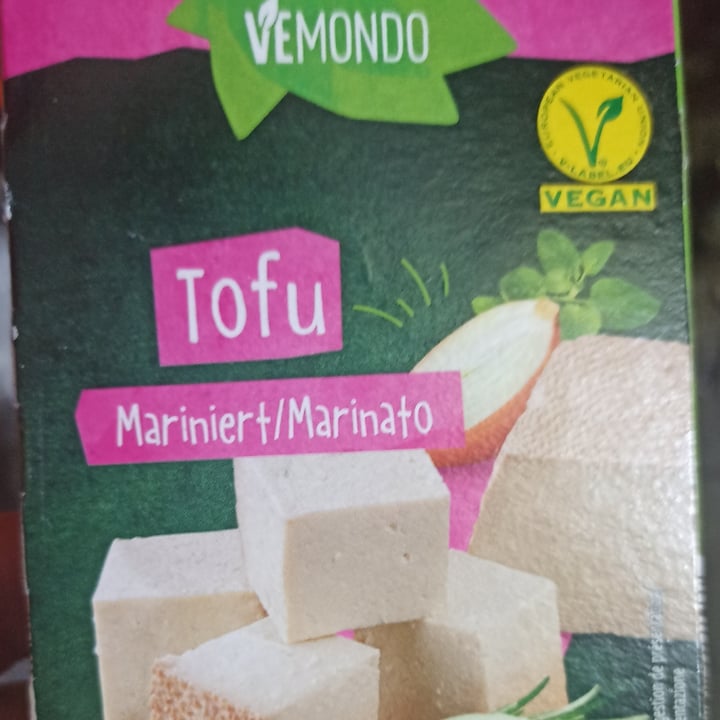 VEMONDO
EUROPEAN VEGETARIAN UNION
V-LABEL.EU
VEGAN
Tofu
Mariniert/Marinato